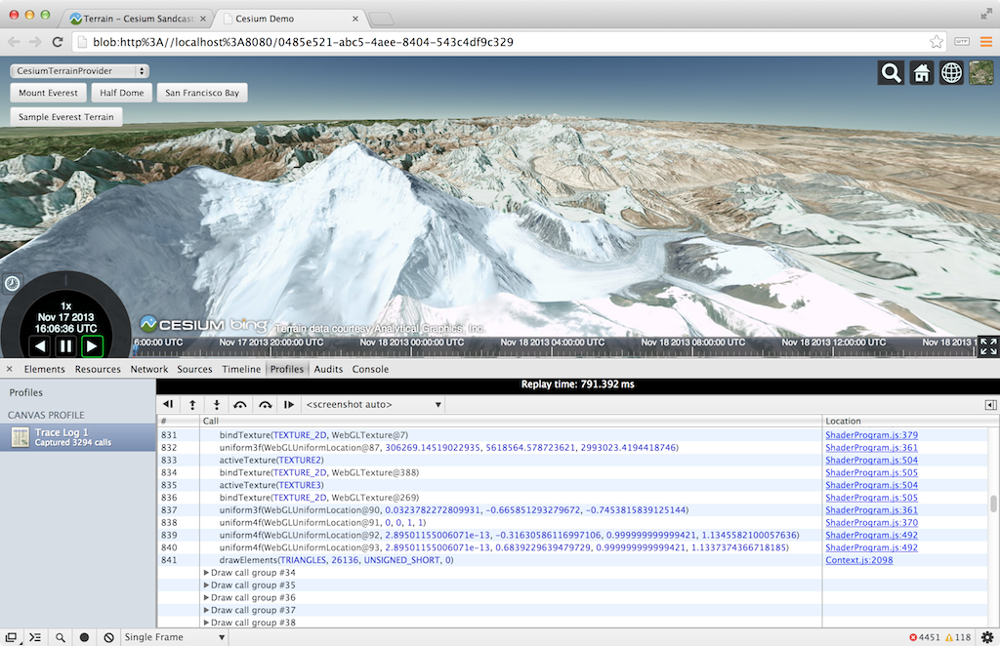 Terrain - Cesium Sandcas
Cesium Demo
blob:http%3A//localhost%3A8080/0485e521-abc5-4aee-8404-543c4df9c329
CesiumTerrainProvider
Mount Everest
Half Dome
San Francisco Bay
Sample Everest Terrain
1x
Nov 17 2013
16:06:36 UTC
CESIUM bing Terrain data courtesy Analytical Graphics, Inc.
6:00:00 UTC Nov 17 2013 20:00:00 UTC Nov 18 2013 00:00:00 UTC Nov 18 2013 04:00:00 UTC Nov 18 2013 08:00:00 UTC Nov 18 2013 12:00:00 UTC Nov 18 2013 1
Elements Resources Network Sources Timeline Profiles Audits Console
Profiles
CANVAS PROFILE
Trace Log 1
Captured 3294 calls
Replay time: 791.392 ms
<screenshot auto>
# Call Location
831 bindTexture(TEXTURE_2D, WebGLTexture@7) ShaderProgram.js:379
832 uniform3f(WebGLUniformLocation@87, 306269.14519022935, 5618564.578723621, 2993023.4194418746) ShaderProgram.js:361
833 activeTexture(TEXTURE2) ShaderProgram.js:504
834 bindTexture(TEXTURE_2D, WebGLTexture@388) ShaderProgram.js:505
835 activeTexture(TEXTURE3) ShaderProgram.js:504
836 bindTexture(TEXTURE_2D, WebGLTexture@269) ShaderProgram.js:505
837 uniform3f(WebGLUniformLocation@90, 0.0323782272809931, -0.665851293279672, -0.7453815839125144) ShaderProgram.js:361
838 uniform4f(WebGLUniformLocation@91, 0, 0, 1, 1) ShaderProgram.js:370
839 uniform4f(WebGLUniformLocation@92, 2.89501155006071e-13, -0.31630586116997106, 0.999999999999421, 1.1345582100057636) ShaderProgram.js:492
840 uniform4f(WebGLUniformLocation@93, 2.89501155006071e-13, 0.6839229639479729, 0.999999999999421, 1.1337374366718185) ShaderProgram.js:492
841 drawElements(TRIANGLES, 26136, UNSIGNED_SHORT, 0) Context.js:2098
Draw call group #34
Draw call group #35
Draw call group #36
Draw call group #37
Draw call group #38
Single Frame
4451 118